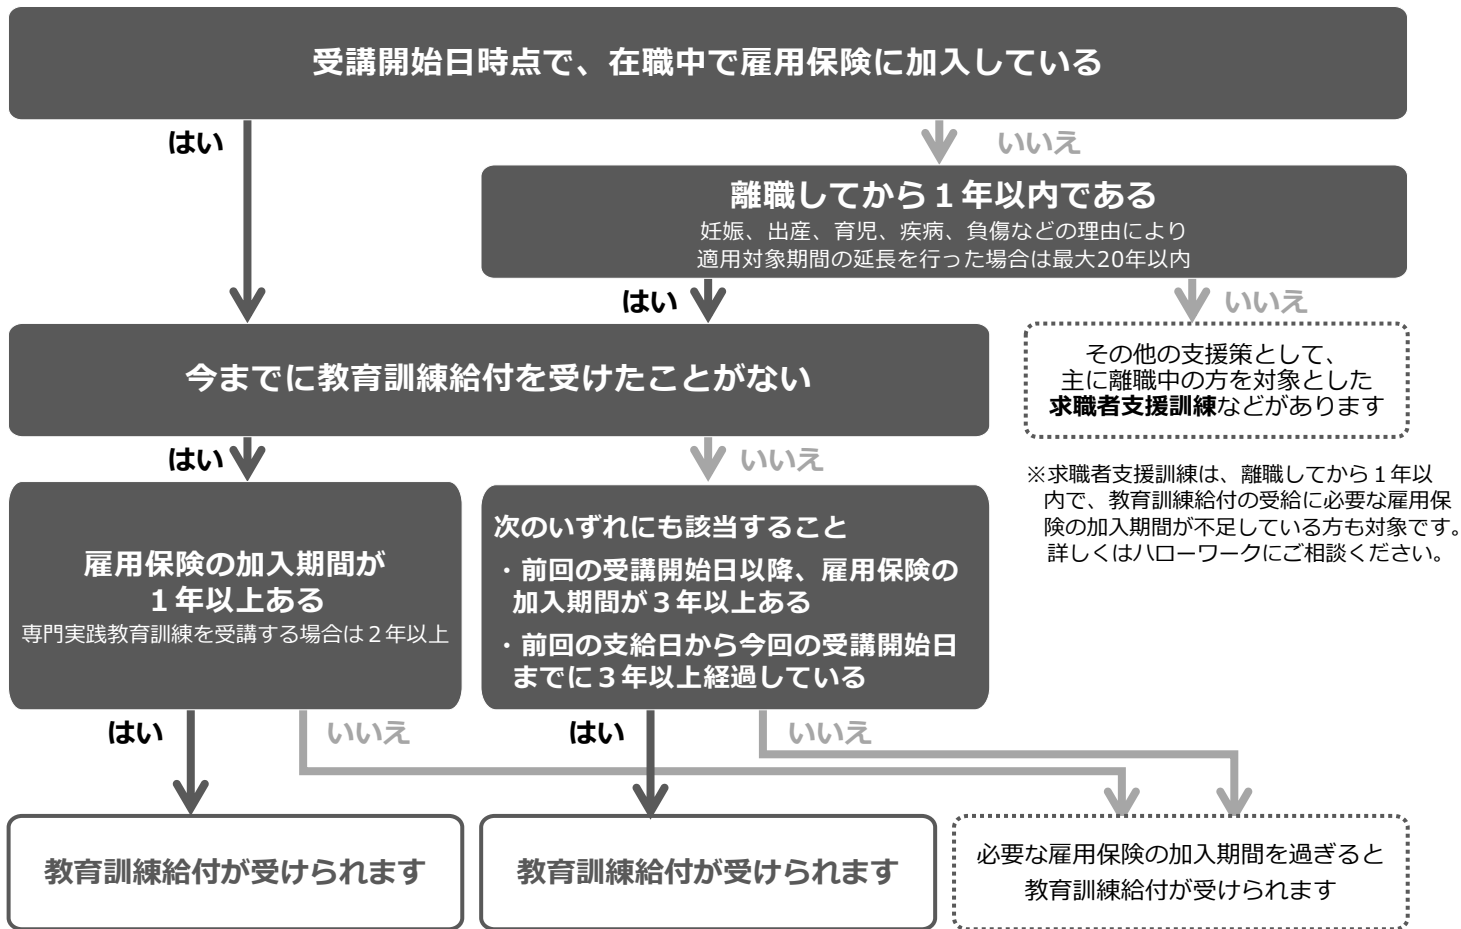 受講開始日時点で、在職中で雇用保険に加入している
はい
いいえ
離職してから１年以内である
妊娠、出産、育児、疾病、負傷などの理由により
適用対象期間の延長を行った場合は最大20年以内
はい
いいえ
今までに教育訓練給付を受けたことがない
その他の支援策として、
主に離職中の方を対象とした
求職者支援訓練などがあります
※求職者支援訓練は、離職してから１年以
内で、教育訓練給付の受給に必要な雇用保
険の加入期間が不足している方も対象です。
詳しくはハローワークにご相談ください。
はい
いいえ
雇用保険の加入期間が
１年以上ある
専門実践教育訓練を受講する場合は２年以上
次のいずれにも該当すること
・前回の受講開始日以降、雇用保険の
加入期間が３年以上ある
・前回の支給日から今回の受講開始日
までに３年以上経過している
はい
いいえ
はい
いいえ
教育訓練給付が受けられます
教育訓練給付が受けられます
必要な雇用保険の加入期間を過ぎると
教育訓練給付が受けられます